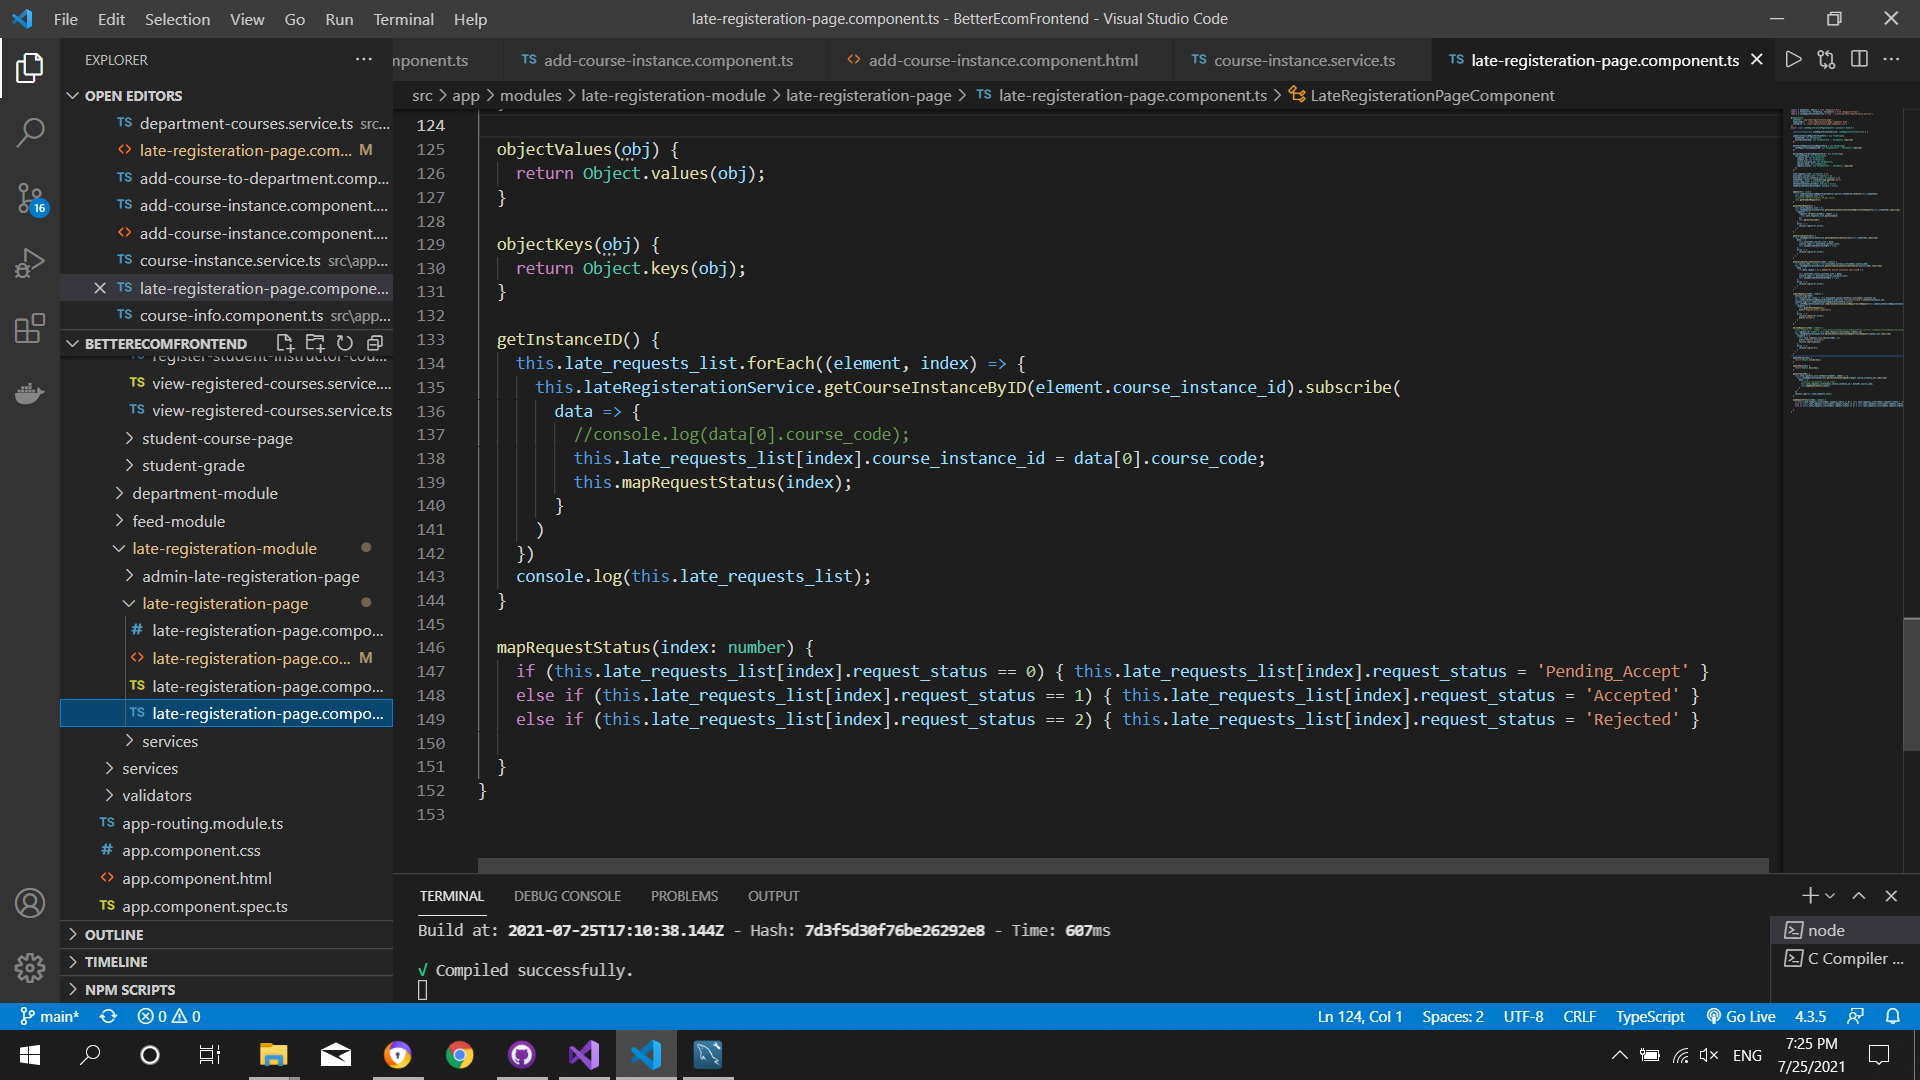 File Edit Selection View Go Run Terminal Help
late-registeration-page.component.ts - BetterEcomFrontend - Visual Studio Code
EXPLORER
mponent.ts
TS add-course-instance.component.ts
<> add-course-instance.component.html
TS course-instance.service.ts
TS late-registeration-page.component.ts
src > app > modules > late-registeration-module > late-registeration-page > TS late-registeration-page.component.ts > LateRegisterationPageComponent
OPEN EDITORS
TS department-courses.service.ts src...
<> late-registeration-page.com... M
TS add-course-to-department.comp...
TS add-course-instance.component....
<> add-course-instance.component....
TS course-instance.service.ts src\app...
TS late-registeration-page.compone...
TS course-info.component.ts src\app...
BETTERECOMFRONTEND
register-student-instructor-cou...
TS view-registered-courses.service....
TS view-registered-courses.service.ts
student-course-page
student-grade
department-module
feed-module
late-registeration-module
admin-late-registeration-page
late-registeration-page
# late-registeration-page.compo...
<> late-registeration-page.co... M
TS late-registeration-page.compo...
TS late-registeration-page.compo...
services
services
validators
TS app-routing.module.ts
# app.component.css
<> app.component.html
TS app.component.spec.ts
OUTLINE
TIMELINE
NPM SCRIPTS
16
124
125 objectValues(obj) {
126 return Object.values(obj);
127 }
128
129 objectKeys(obj) {
130 return Object.keys(obj);
131 }
132
133 getInstanceID() {
134 this.late_requests_list.forEach((element, index) => {
135 this.lateRegisterationService.getCourseInstanceByID(element.course_instance_id).subscribe(
136 data => {
137 //console.log(data[0].course_code);
138 this.late_requests_list[index].course_instance_id = data[0].course_code;
139 this.mapRequestStatus(index);
140 }
141 )
142 })
143 console.log(this.late_requests_list);
144 }
145
146 mapRequestStatus(index: number) {
147 if (this.late_requests_list[index].request_status == 0) { this.late_requests_list[index].request_status = 'Pending_Accept' }
148 else if (this.late_requests_list[index].request_status == 1) { this.late_requests_list[index].request_status = 'Accepted' }
149 else if (this.late_requests_list[index].request_status == 2) { this.late_requests_list[index].request_status = 'Rejected' }
150
151 }
152 }
153
TERMINAL DEBUG CONSOLE PROBLEMS OUTPUT
Build at: 2021-07-25T17:10:38.144Z - Hash: 7d3f5d30f76be26292e8 - Time: 607ms
√ Compiled successfully.
node
C Compiler ...
main* 0 0
Ln 124, Col 1 Spaces: 2 UTF-8 CRLF TypeScript Go Live 4.3.5
ENG
7:25 PM
7/25/2021